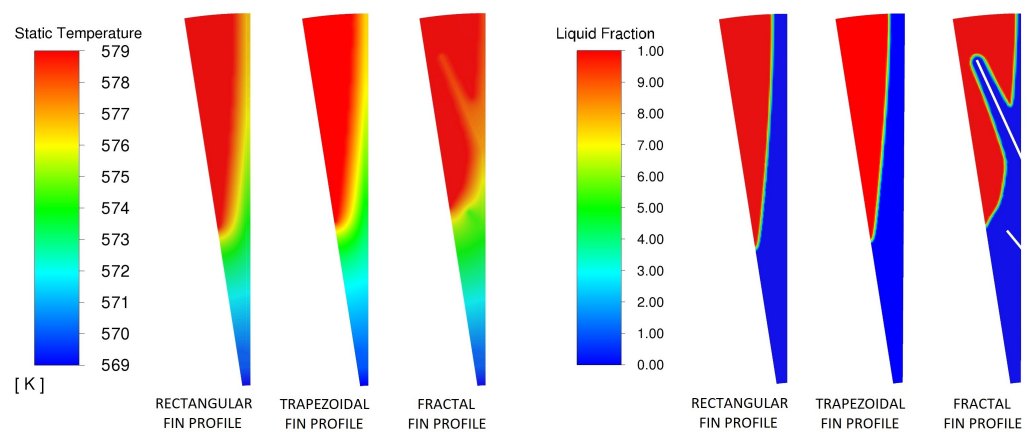 Static Temperature
579
578
577
576
575
574
573
572
571
570
569
[ K ]
RECTANGULAR
FIN PROFILE
TRAPEZOIDAL
FIN PROFILE
FRACTAL
FIN PROFILE
Liquid Fraction
1.00
9.00
8.00
7.00
6.00
5.00
4.00
3.00
2.00
1.00
0.00
RECTANGULAR
FIN PROFILE
TRAPEZOIDAL
FIN PROFILE
FRACTAL
FIN PROFILE